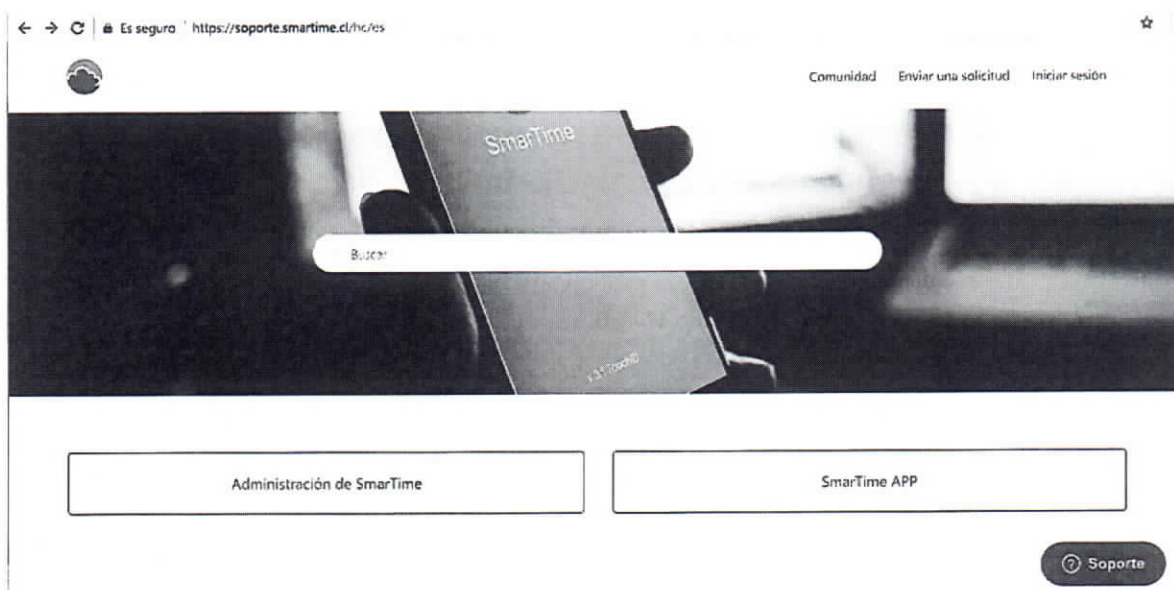 Es seguro
https://soporte.smartime.cl/hc/es
Comunidad Enviar una solicitud Iniciar sesión
SmarTime
Buscar
Administración de SmarTime SmarTime APP
Soporte